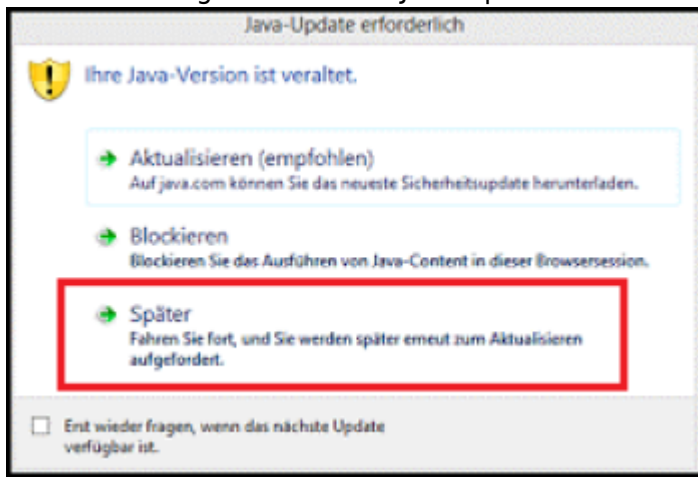 Java-Update erforderlich
Ihre Java-Version ist veraltet.
Aktualisieren (empfohlen)
Auf java.com können Sie das neueste Sicherheitsupdate herunterladen.
Blockieren
Blockieren Sie das Ausführen von Java-Content in dieser Browsersession.
Später
Fahren Sie fort, und Sie werden später erneut zum Aktualisieren
aufgefordert.
Erst wieder fragen, wenn das nächste Update
verfügbar ist.